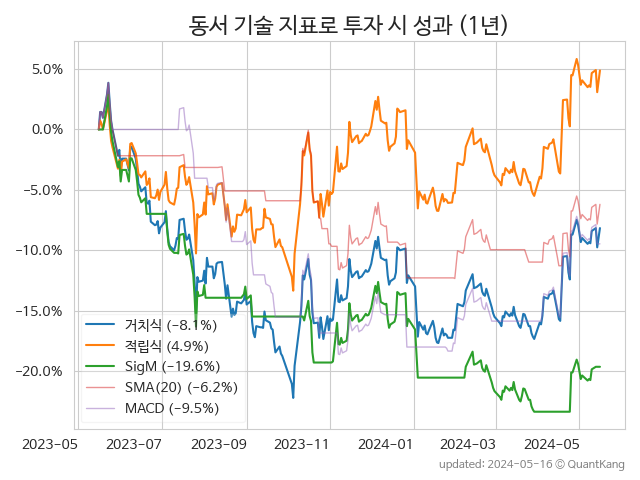 동서 기술 지표로 투자 시 성과 (1년)
5.0%
0.0%
−5.0%
−10.0%
−15.0%
−20.0%
거치식 (−8.1%)
적립식 (4.9%)
SigM (−19.6%)
SMA(20) (−6.2%)
MACD (−9.5%)
2023−05 2023−07 2023−09 2023−11 2024−01 2024−03 2024−05
updated: 2024−05−16 ⓒ QuantKang